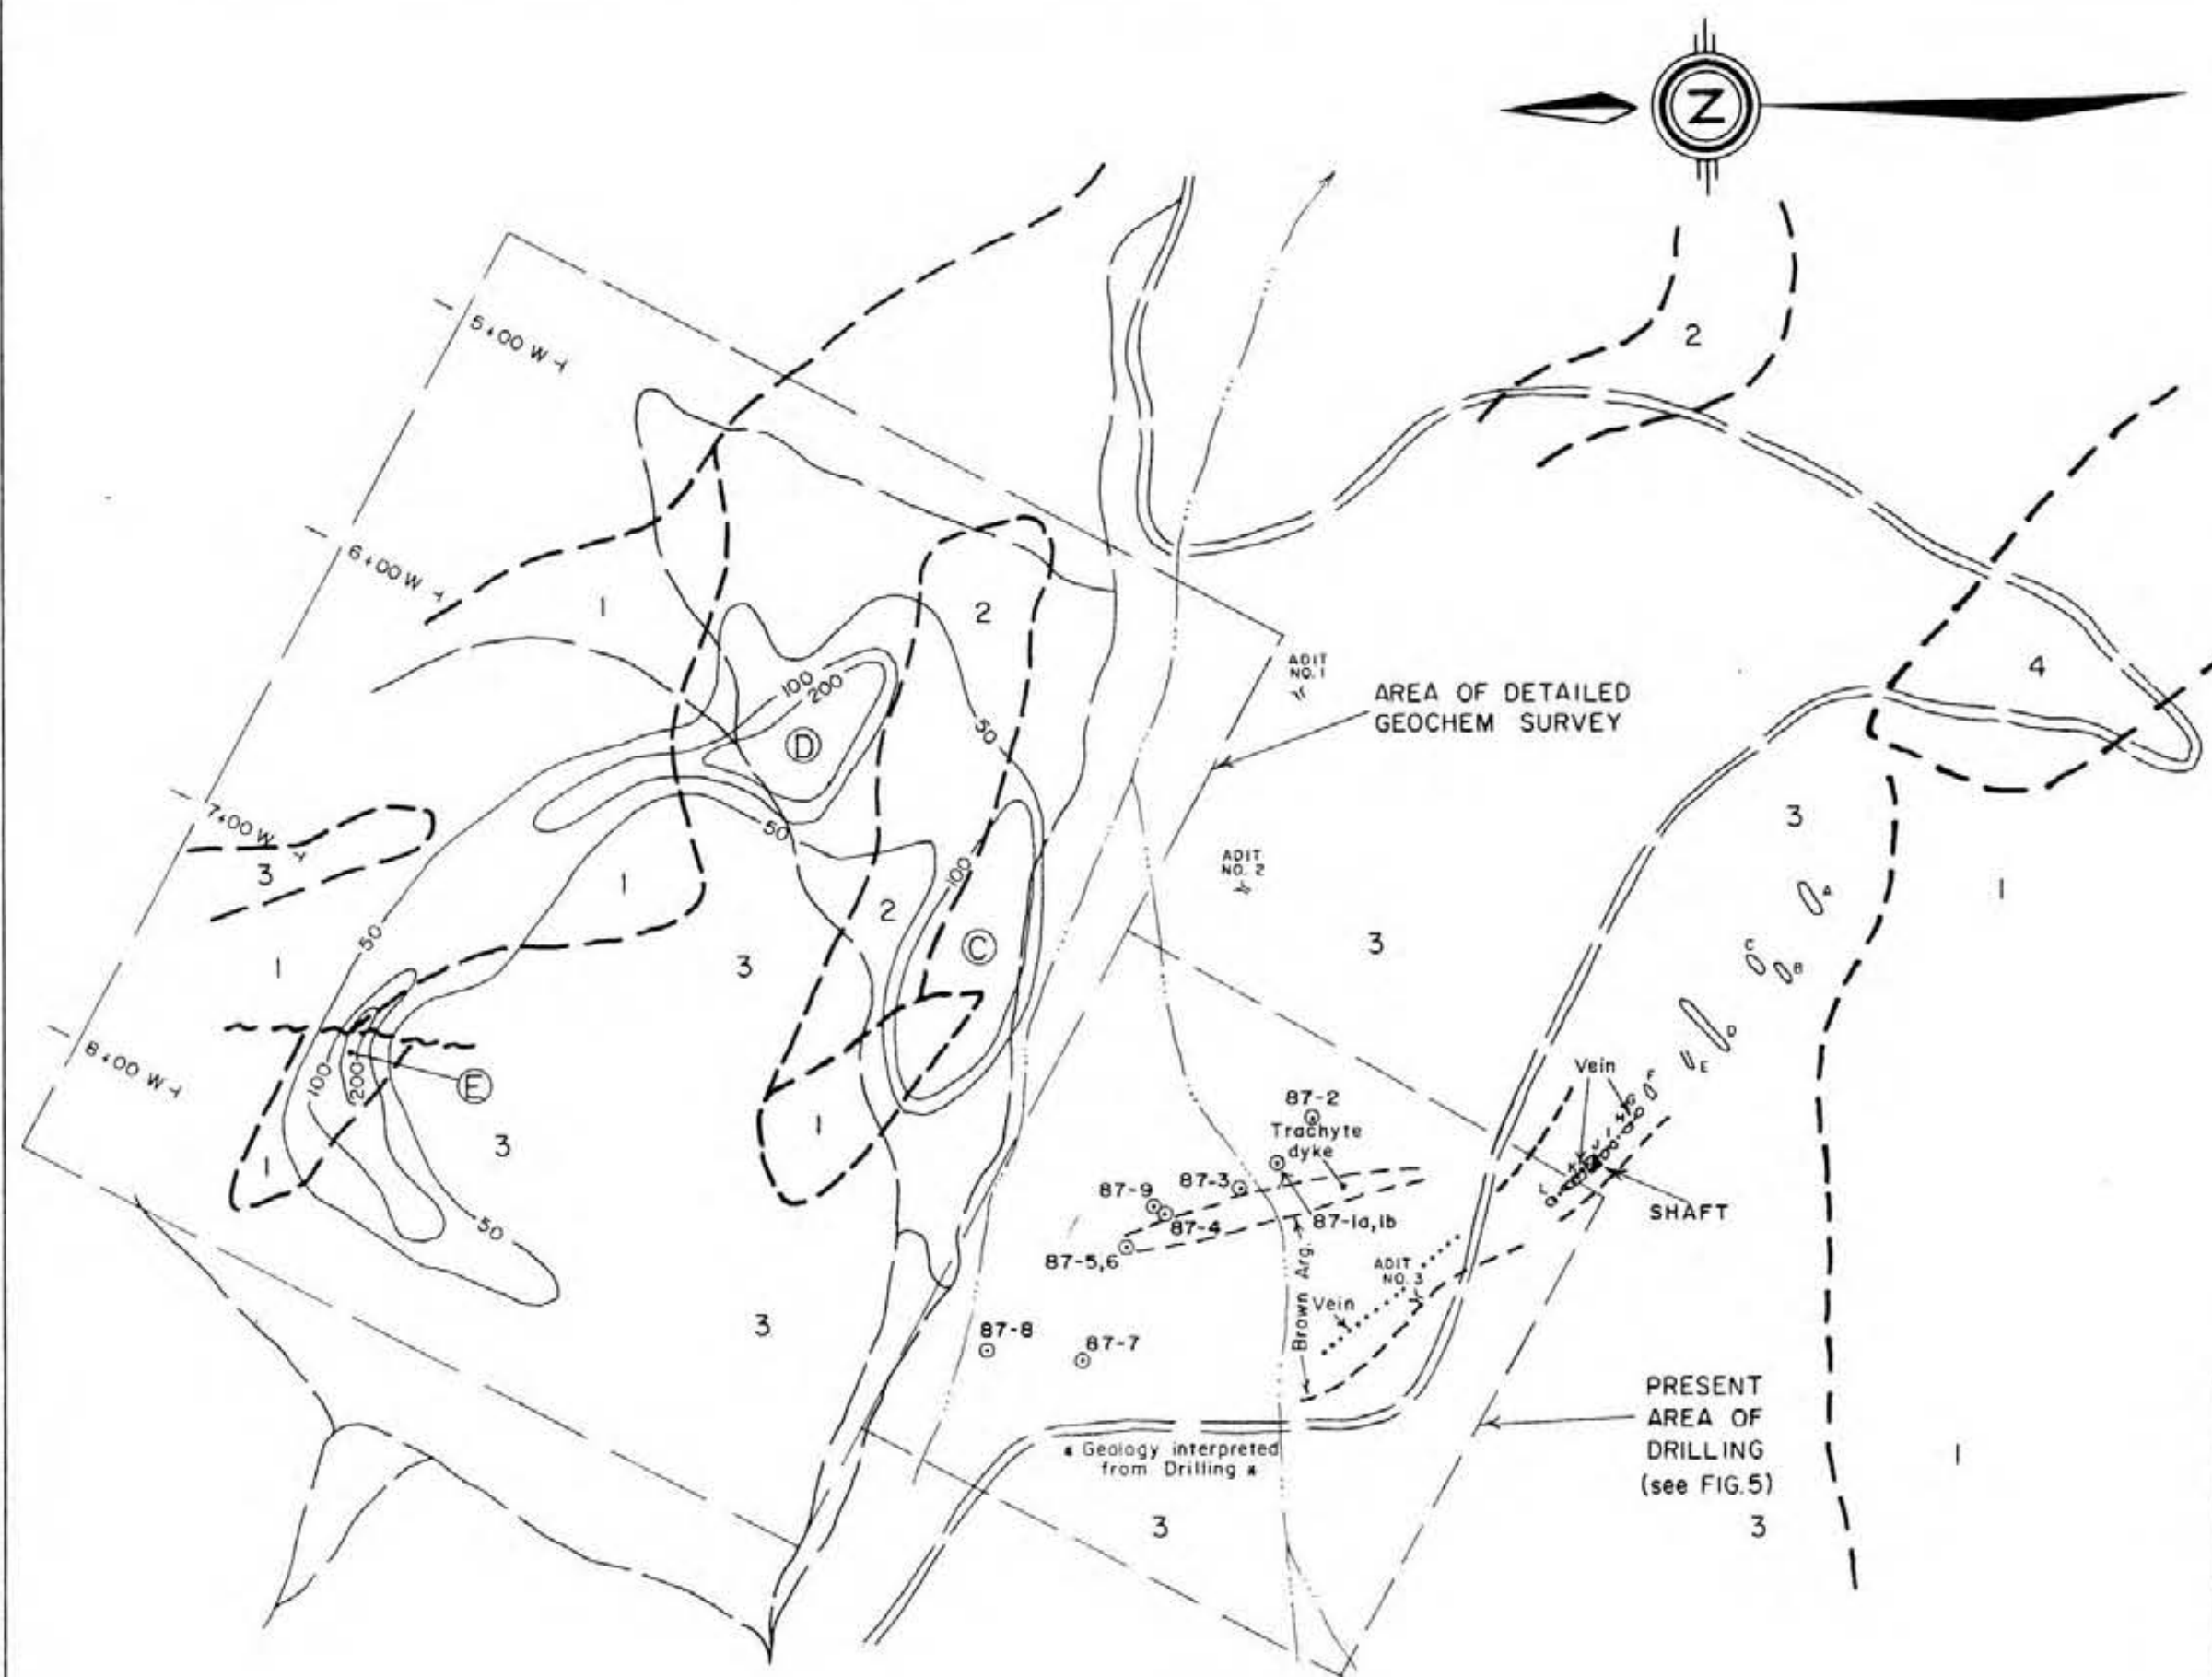 Z
5+00 W
2
6+00 W
1
2
ADIT
NO. 1
4
AREA OF DETAILED
GEOCHEM SURVEY
100
200
50
D
7+00 W
50
3
3
ADIT
NO. 2
1
100
1
A
2
50
C
3
3
C
B
1
D
8+00 W
100
200
E
Vein
E
F
G
H
I
J
K
L
87-2
Trachyte
dyke
1
3
1
87-3
87-9
87-4
87-1a,1b
SHAFT
50
87-5,6
Brown Arg.
ADIT
NO. 3
Vein
3
87-8
87-7
PRESENT
AREA OF
DRILLING
(see FIG.5)
* Geology interpreted
from Drilling *
1
3
3